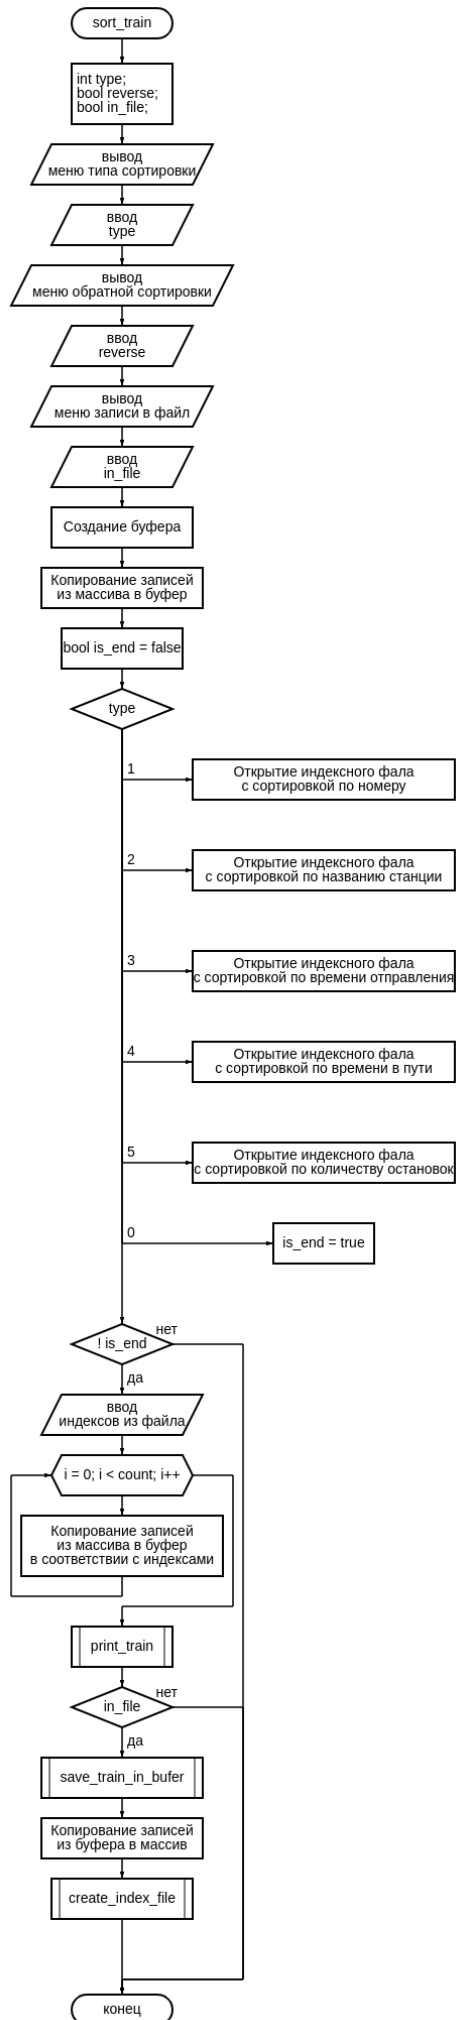 sort_train
int type;
bool reverse;
bool in_file;
вывод
меню типа сортировки
ввод
type
вывод
меню обратной сортировки
ввод
reverse
вывод
меню записи в файл
ввод
in_file
Создание буфера
Копирование записей
из массива в буфер
bool is_end = false
type
1
Открытие индексного фала
с сортировкой по номеру
2
Открытие индексного фала
с сортировкой по названию станции
3
Открытие индексного фала
с сортировкой по времени отправления
4
Открытие индексного фала
с сортировкой по времени в пути
5
Открытие индексного фала
с сортировкой по количеству остановок
0
is_end = true
! is_end
нет
да
ввод
индексов из файла
i = 0; i < count; i++
Копирование записей
из массива в буфер
в соответствии с индексами
print_train
in_file
нет
да
save_train_in_bufer
Копирование записей
из буфера в массив
create_index_file
конец